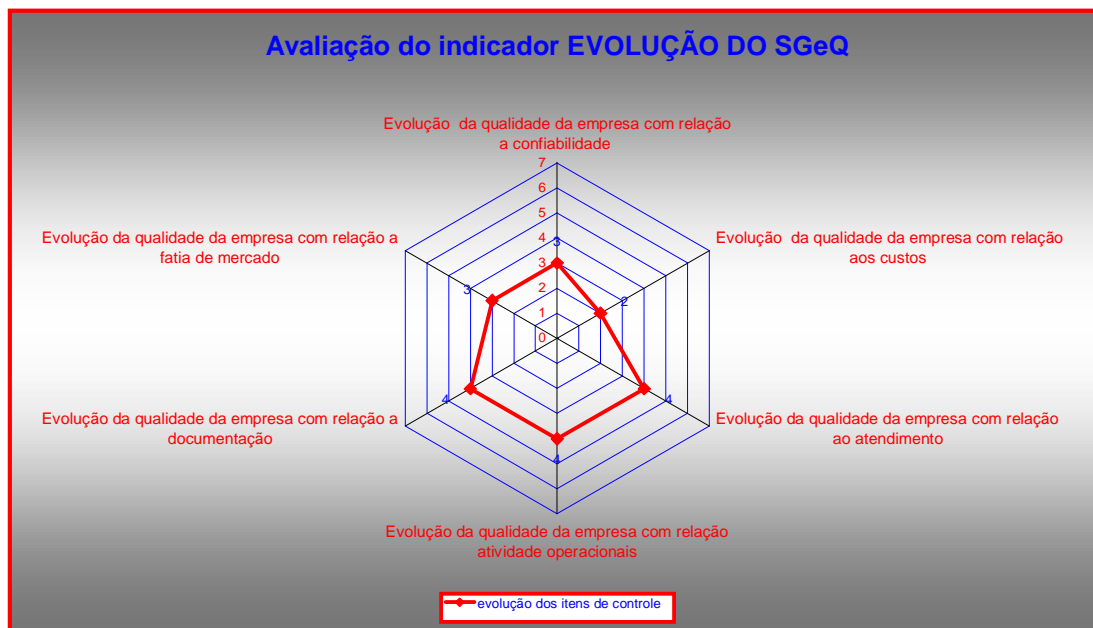 Avaliação do indicador EVOLUÇÃO DO SGeQ
Evolução  da qualidade da empresa com relação
a confiabilidade
7
6
5
4
3
3
2
1
0
Evolução da qualidade da empresa com relação a
fatia de mercado
3
Evolução  da qualidade da empresa com relação
aos custos
2
Evolução da qualidade da empresa com relação a
documentação
4
Evolução da qualidade da empresa com relação
ao atendimento
4
4
Evolução da qualidade da empresa com relação
atividade operacionais
evolução dos itens de controle